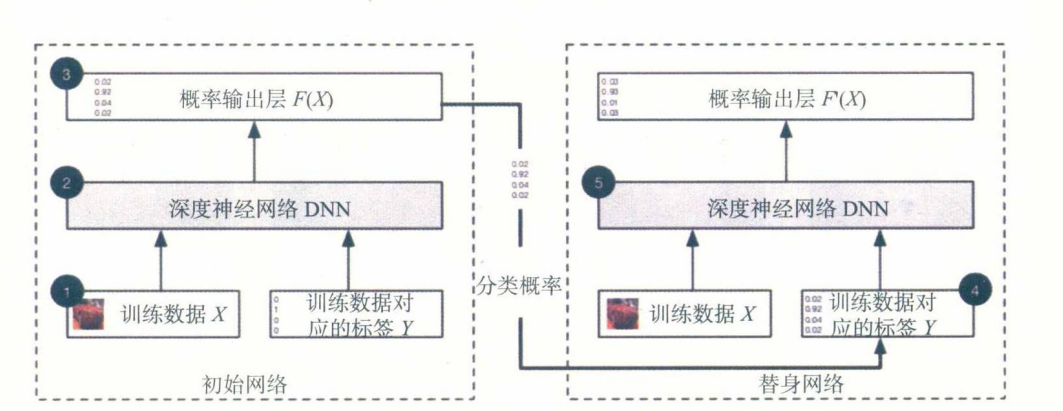 3
0.02
0.92
0.04
0.02
概率输出层 F(X)
2
深度神经网络 DNN
1
训练数据 X
0
1
0
0
训练数据对
应的标签 Y
初始网络
0.02
0.92
0.04
0.02
分类概率
0.03
0.93
0.01
0.03
概率输出层 F'(X)
5
深度神经网络 DNN
训练数据 X
4
0.02
0.92
0.04
0.02
训练数据对
应的标签 Y
替身网络